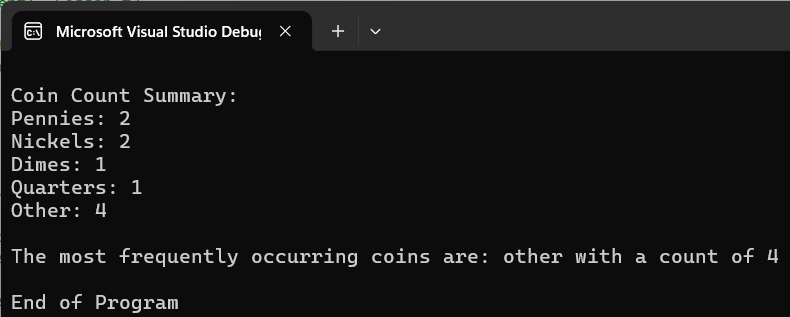 Microsoft Visual Studio Debug
Coin Count Summary:
Pennies: 2
Nickels: 2
Dimes: 1
Quarters: 1
Other: 4
The most frequently occurring coins are: other with a count of 4
End of Program